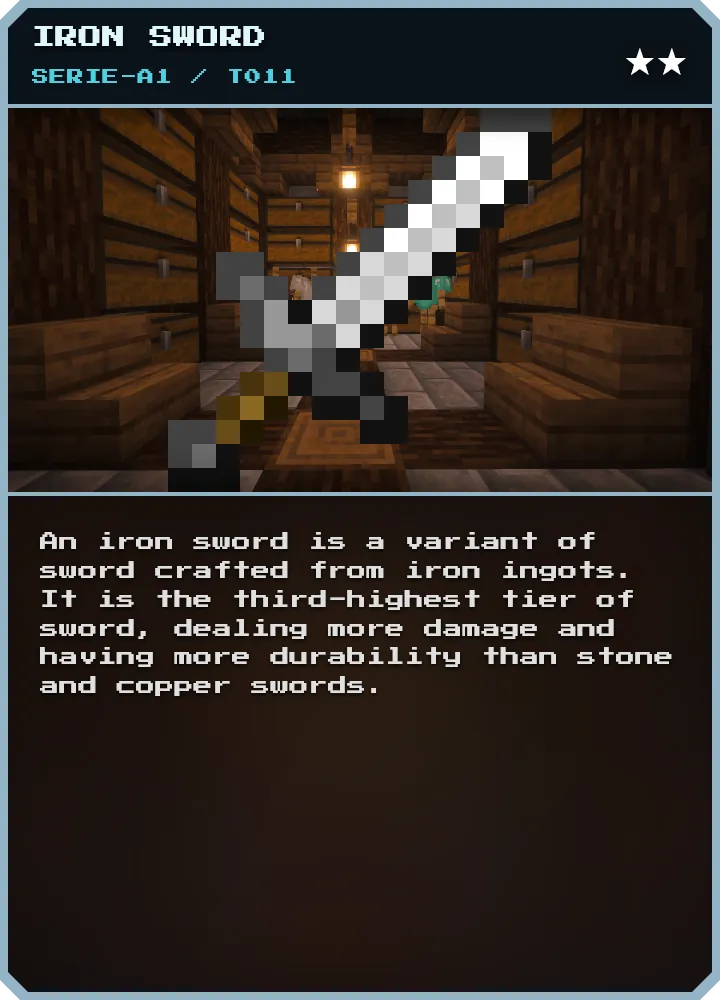 IRON SWORD
SERIE-A1 / T011
★★
An iron sword is a variant of
sword crafted from iron ingots.
It is the third-highest tier of
sword, dealing more damage and
having more durability than stone
and copper swords.